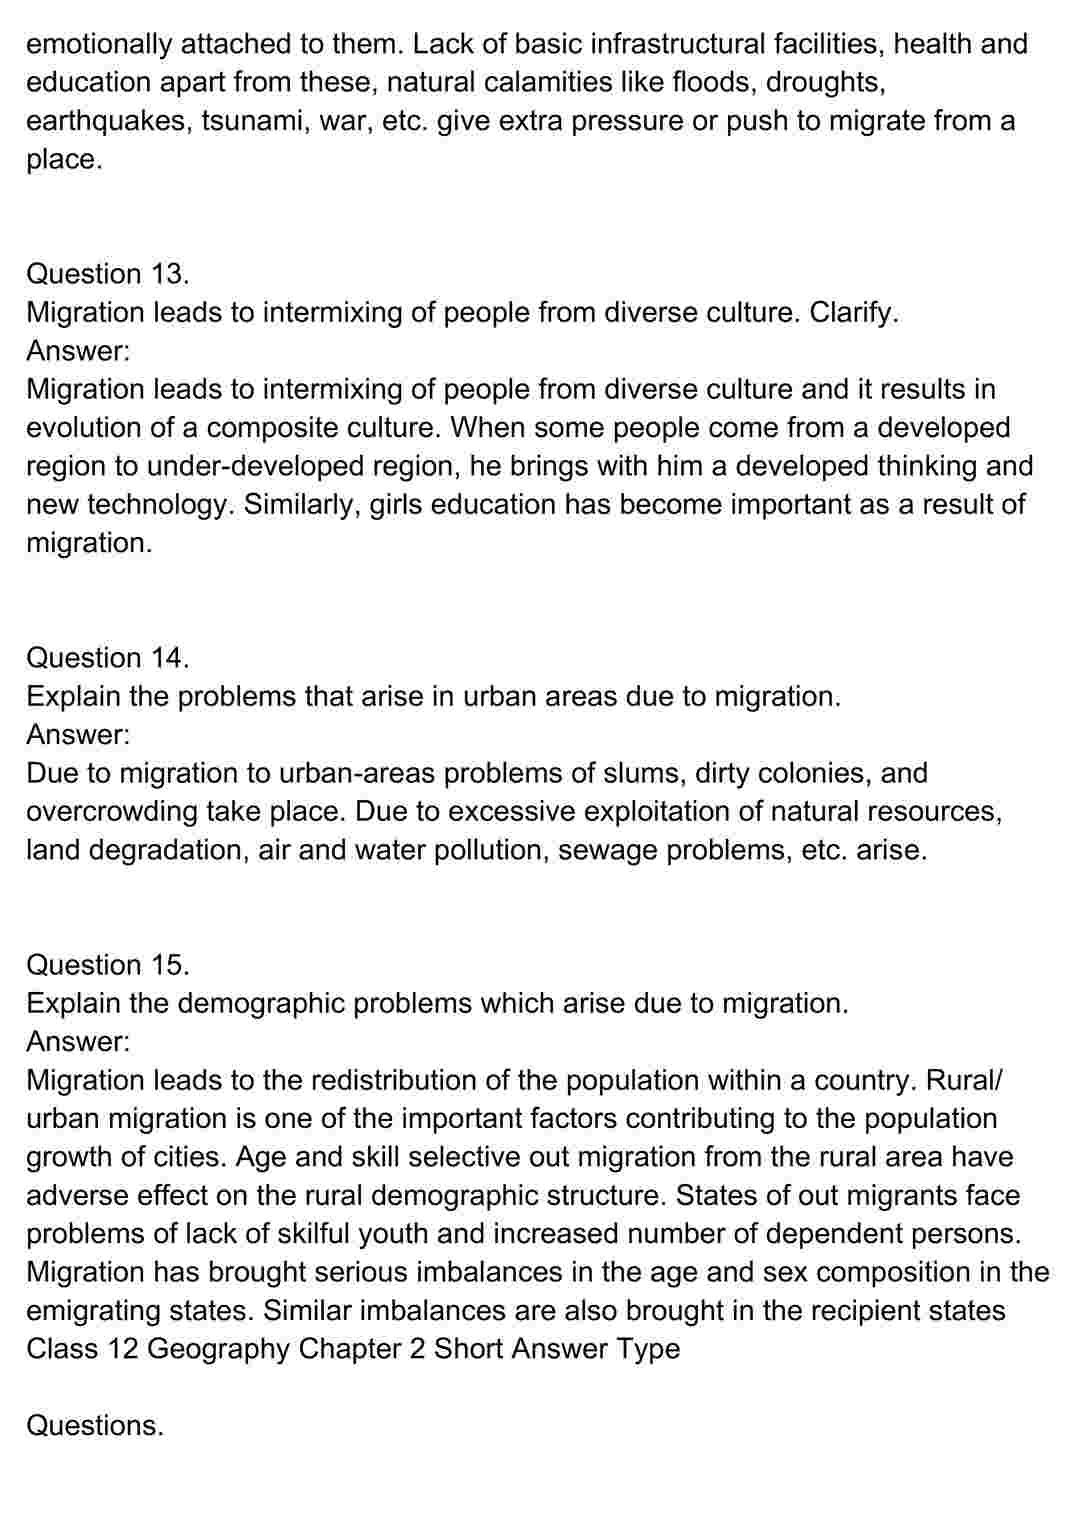 emotionally attached to them. Lack of basic infrastructural facilities, health and
education apart from these, natural calamities like floods, droughts,
earthquakes, tsunami, war, etc. give extra pressure or push to migrate from a
place.
Question 13.
Migration leads to intermixing of people from diverse culture. Clarify.
Answer:
Migration leads to intermixing of people from diverse culture and it results in
evolution of a composite culture. When some people come from a developed
region to under-developed region, he brings with him a developed thinking and
new technology. Similarly, girls education has become important as a result of
migration.
Question 14.
Explain the problems that arise in urban areas due to migration.
Answer:
Due to migration to urban-areas problems of slums, dirty colonies, and
overcrowding take place. Due to excessive exploitation of natural resources,
land degradation, air and water pollution, sewage problems, etc. arise.
Question 15.
Explain the demographic problems which arise due to migration.
Answer:
Migration leads to the redistribution of the population within a country. Rural/
urban migration is one of the important factors contributing to the population
growth of cities. Age and skill selective out migration from the rural area have
adverse effect on the rural demographic structure. States of out migrants face
problems of lack of skilful youth and increased number of dependent persons.
Migration has brought serious imbalances in the age and sex composition in the
emigrating states. Similar imbalances are also brought in the recipient states
Class 12 Geography Chapter 2 Short Answer Type
Questions.